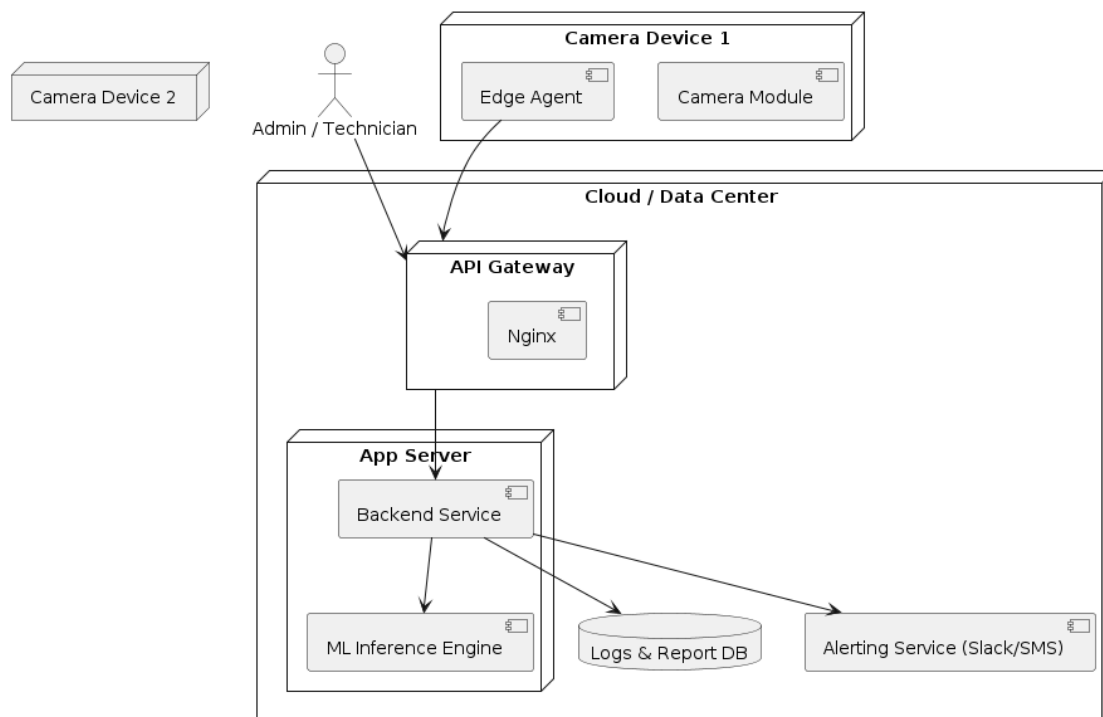 Camera Device 1
Camera Device 2
Edge Agent
Camera Module
Admin / Technician
Cloud / Data Center
API Gateway
Nginx
App Server
Backend Service
ML Inference Engine
Logs & Report DB
Alerting Service (Slack/SMS)